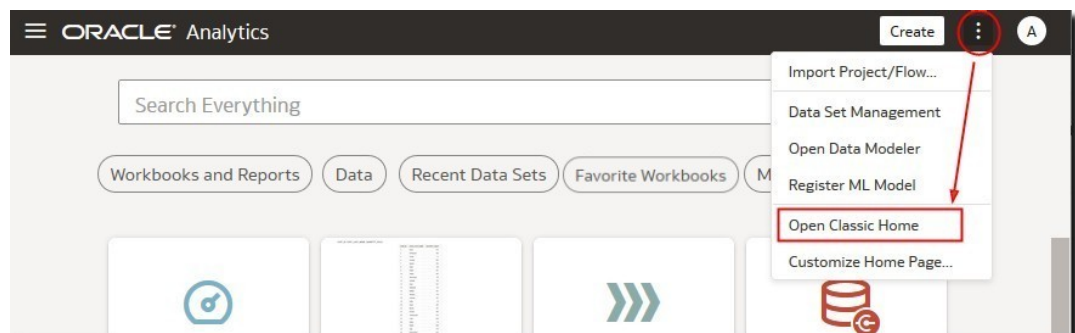 ORACLE Analytics
Create
A
Import Project/Flow...
Search Everything
Data Set Management
Open Data Modeler
Workbooks and Reports
Data
Recent Data Sets
Favorite Workbooks
M
Register ML Model
Open Classic Home
Customize Home Page...